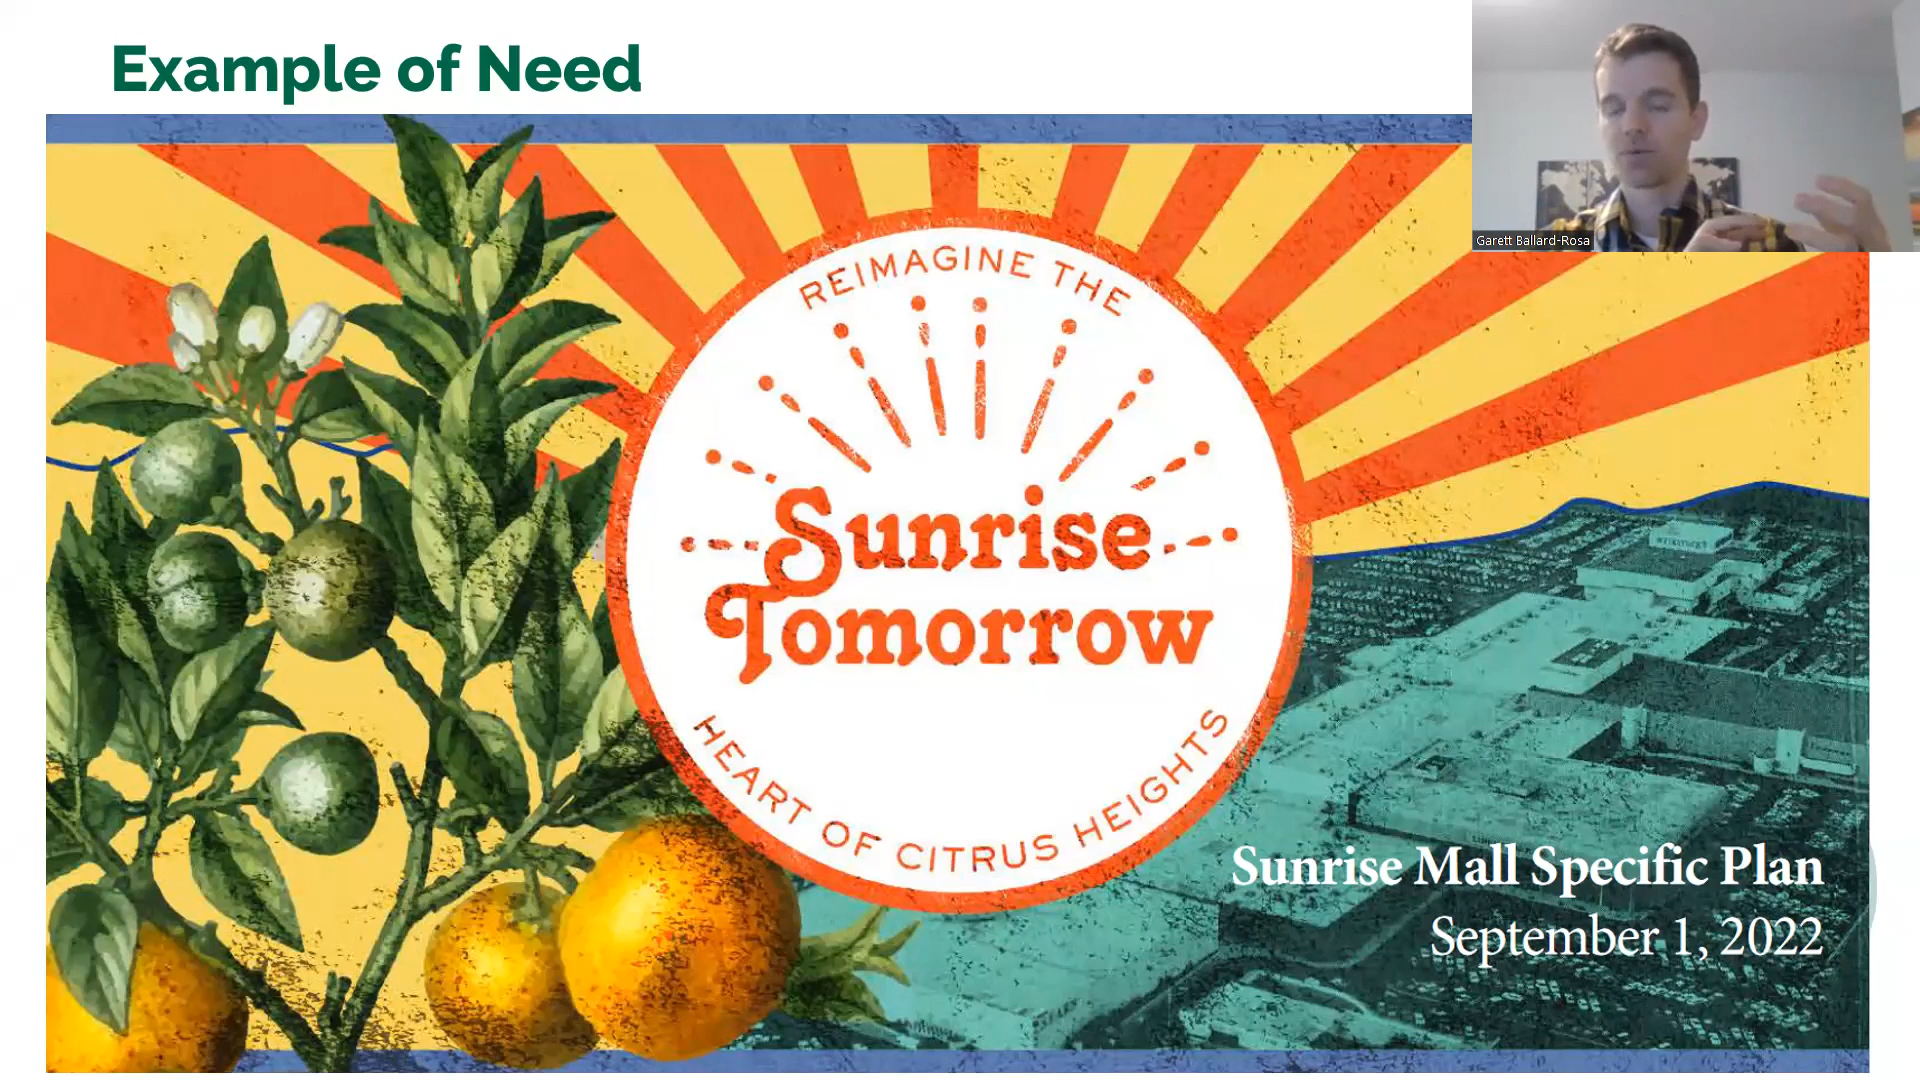 Example of Need
Garett Ballard-Rosa
REIMAGINE THE
Sunrise
Tomorrow
HEART OF CITRUS HEIGHTS
WEINSTOCK'S
Sunrise Mall Specific Plan
September 1, 2022